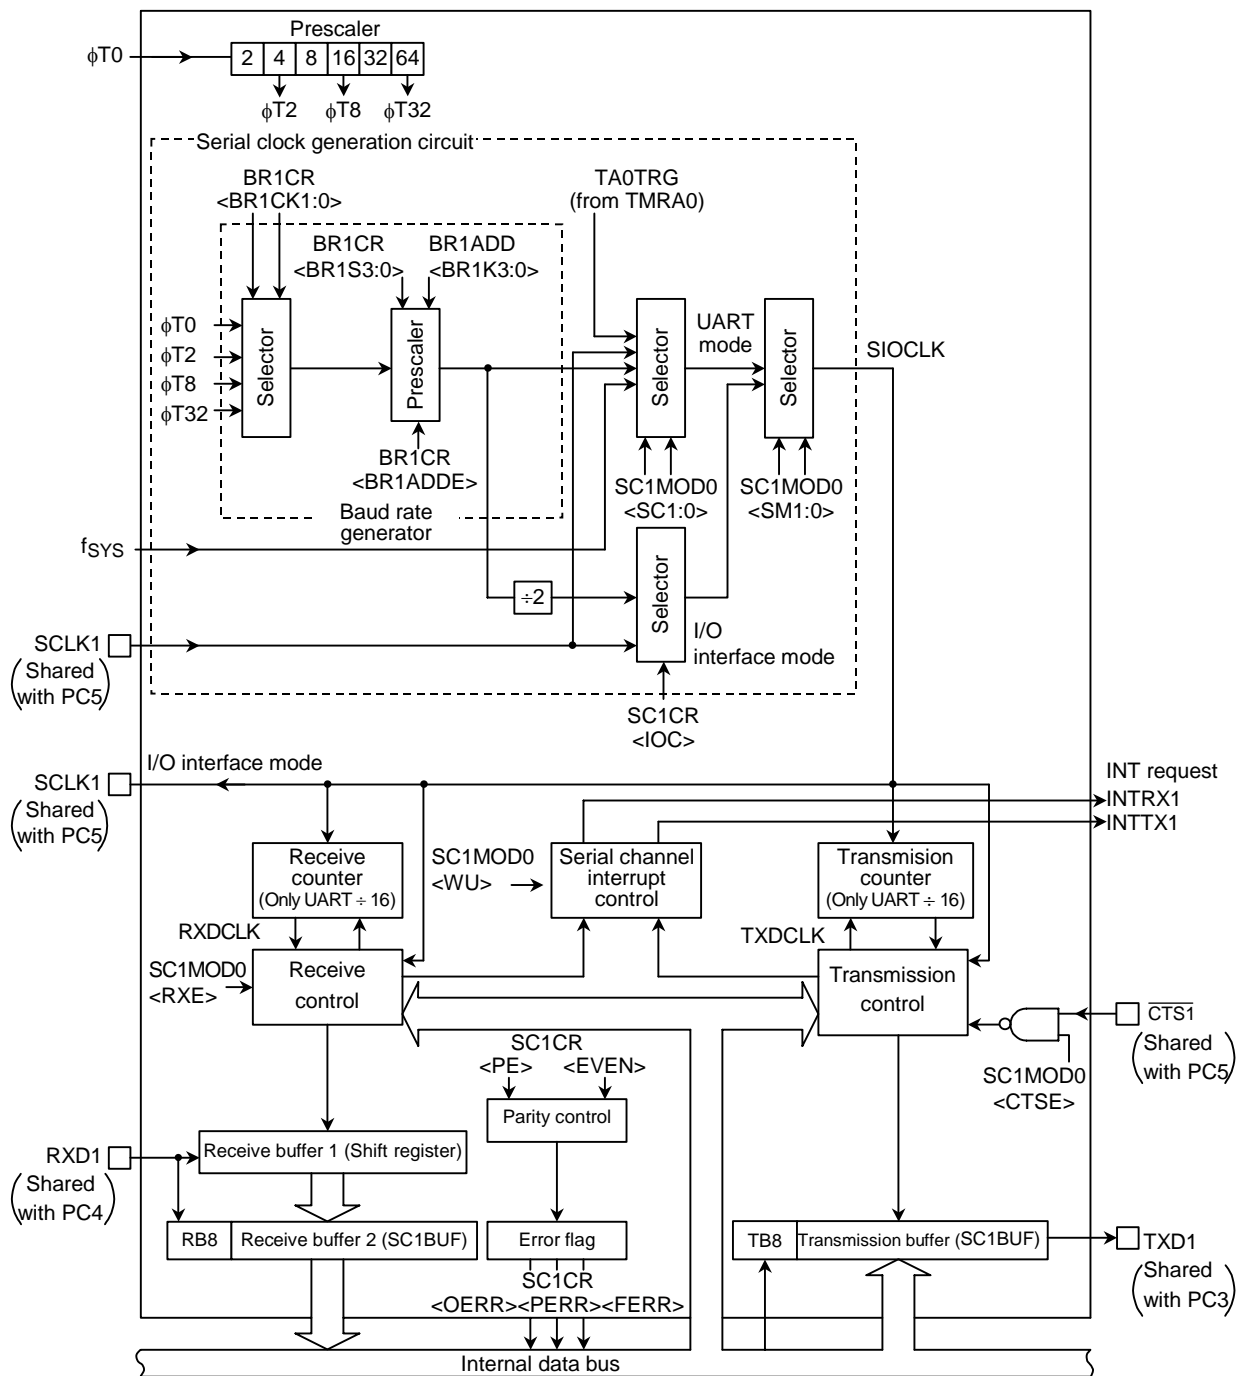 Prescaler
ϕT0
2 4 8 16 32 64
ϕT2 ϕT8 ϕT32
Serial clock generation circuit
BR1CR
<BR1CK1:0>
TA0TRG
(from TMRA0)
BR1CR
<BR1S3:0>
BR1ADD
<BR1K3:0>
ϕT0
ϕT2
ϕT8
ϕT32
Selector
Prescaler
Selector
UART
mode
Selector
SIOCLK
BR1CR
<BR1ADDE>
SC1MOD0
<SC1:0>
SC1MOD0
<SM1:0>
Baud rate
generator
fSYS
÷2
Selector
I/O
interface mode
SCLK1
(Shared
with PC5)
SC1CR
<IOC>
I/O interface mode
SCLK1
(Shared
with PC5)
INT request
INTRX1
INTTX1
Receive
counter
(Only UART ÷ 16)
SC1MOD0
<WU>
Serial channel
interrupt
control
Transmision
counter
(Only UART ÷ 16)
RXDCLK
TXDCLK
SC1MOD0
<RXE>
Receive
control
Transmission
control
CTS1
(Shared
with PC5)
SC1MOD0
<CTSE>
SC1CR
<PE> <EVEN>
Parity control
RXD1
(Shared
with PC4)
Receive buffer 1 (Shift register)
RB8 Receive buffer 2 (SC1BUF)
Error flag
TB8 Transmission buffer (SC1BUF)
TXD1
(Shared
with PC3)
SC1CR
<OERR><PERR><FERR>
Internal data bus